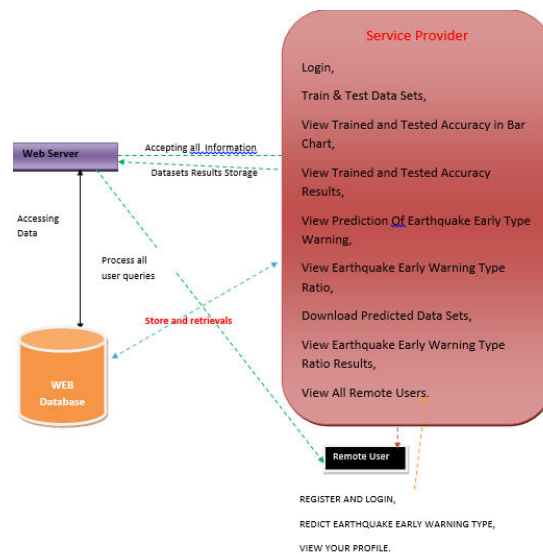 Service Provider
Login,
Train & Test Data Sets,
View Trained and Tested Accuracy in Bar
Chart,
View Trained and Tested Accuracy
Results,
View Prediction Of Earthquake Early Type
Warning,
View Earthquake Early Warning Type
Ratio,
Download Predicted Data Sets,
View Earthquake Early Warning Type
Ratio Results,
View All Remote Users.
Web Server
Accepting all Information
Datasets Results Storage
Accessing
Data
Process all
user queries
Store and retrievals
WEB
Database
Remote User
REGISTER AND LOGIN,
REDICT EARTHQUAKE EARLY WARNING TYPE,
VIEW YOUR PROFILE.